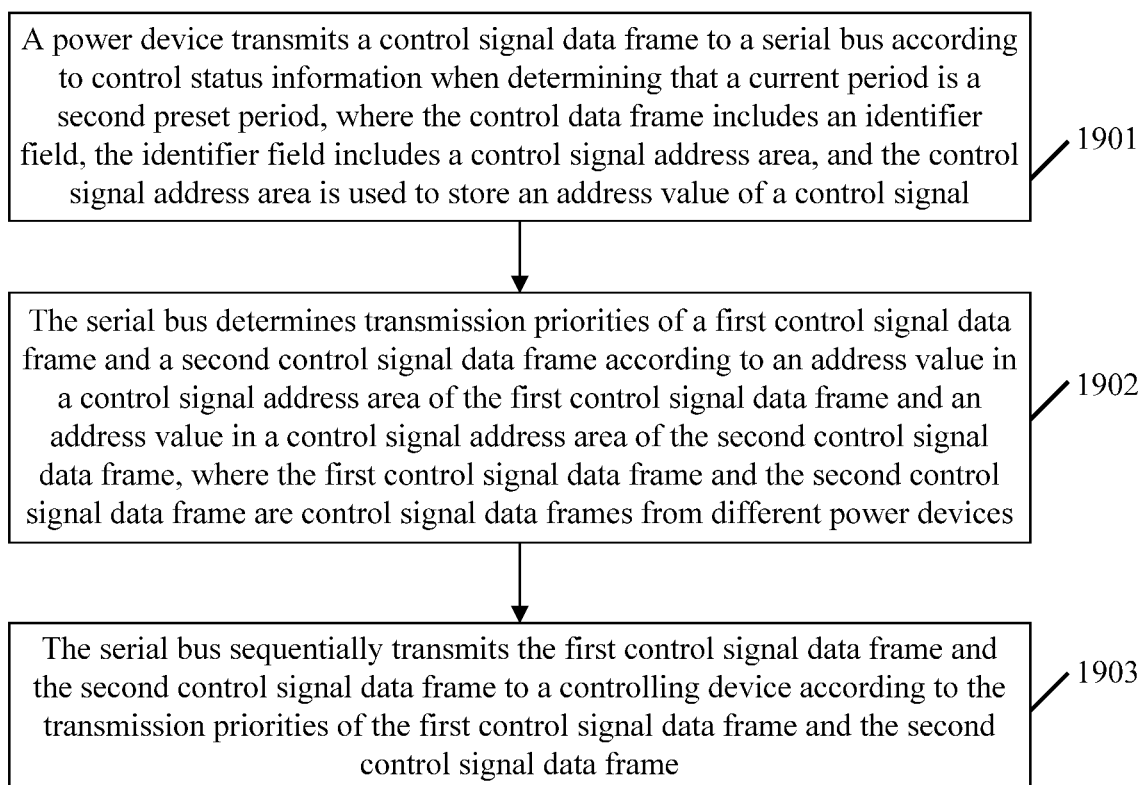 A power device transmits a control signal data frame to a serial bus according
to control status information when determining that a current period is a
second preset period, where the control data frame includes an identifier
field, the identifier field includes a control signal address area, and the control
signal address area is used to store an address value of a control signal
1901
The serial bus determines transmission priorities of a first control signal data
frame and a second control signal data frame according to an address value in
a control signal address area of the first control signal data frame and an
address value in a control signal address area of the second control signal
data frame, where the first control signal data frame and the second control
signal data frame are control signal data frames from different power devices
1902
The serial bus sequentially transmits the first control signal data frame and
the second control signal data frame to a controlling device according to the
transmission priorities of the first control signal data frame and the second
control signal data frame
1903